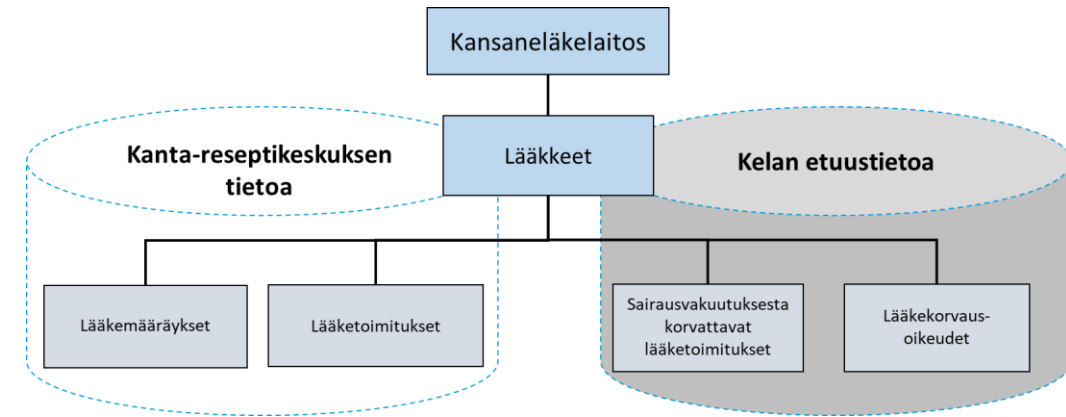 Kansaneläkelaitos
Kanta-reseptikeskuksen
tietoa
Lääkkeet
Kelan etuustietoa
Lääkemääräykset
Lääketoimitukset
Sairausvakuutuksesta
korvattavat
lääketoimitukset
Lääkekorvaus-
oikeudet